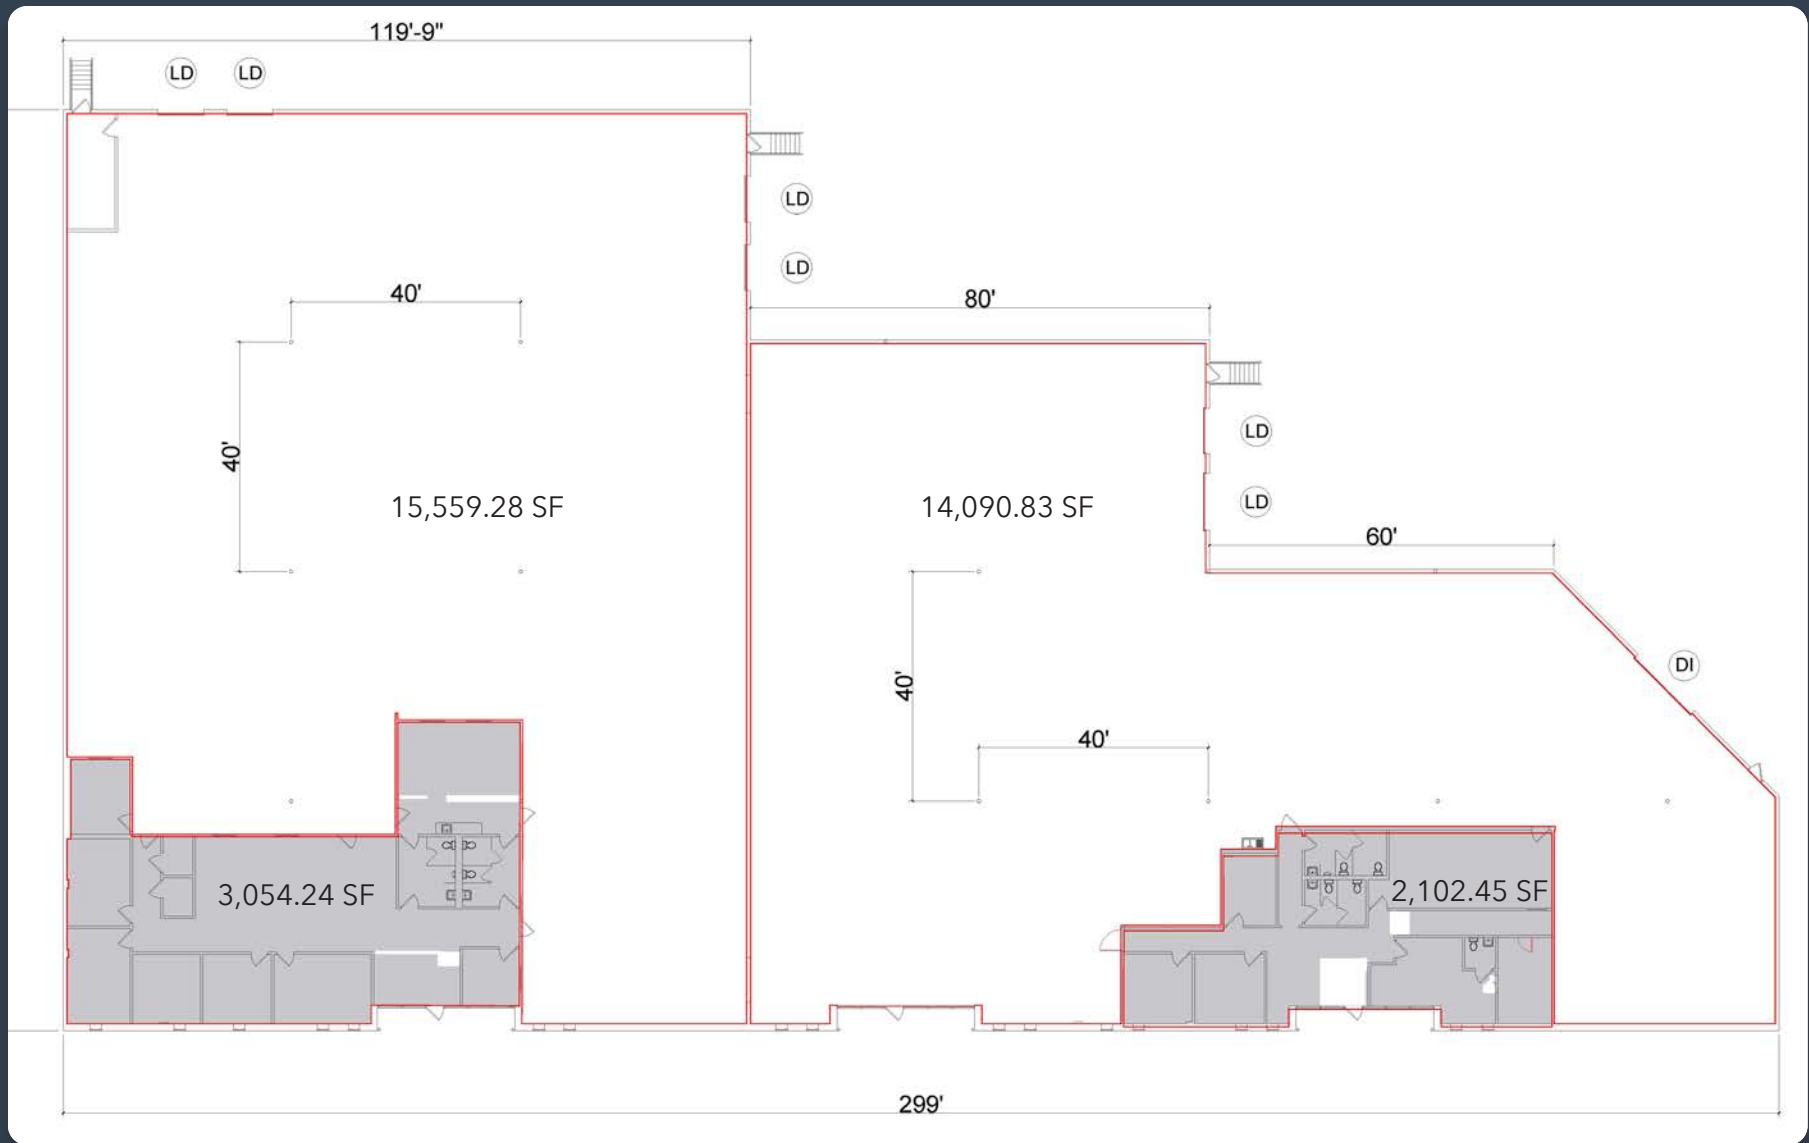 119'-9"
LD LD
LD
LD
40'
80'
40'
LD
LD
15,559.28 SF
14,090.83 SF
60'
DI
40'
40'
3,054.24 SF
2,102.45 SF
299'